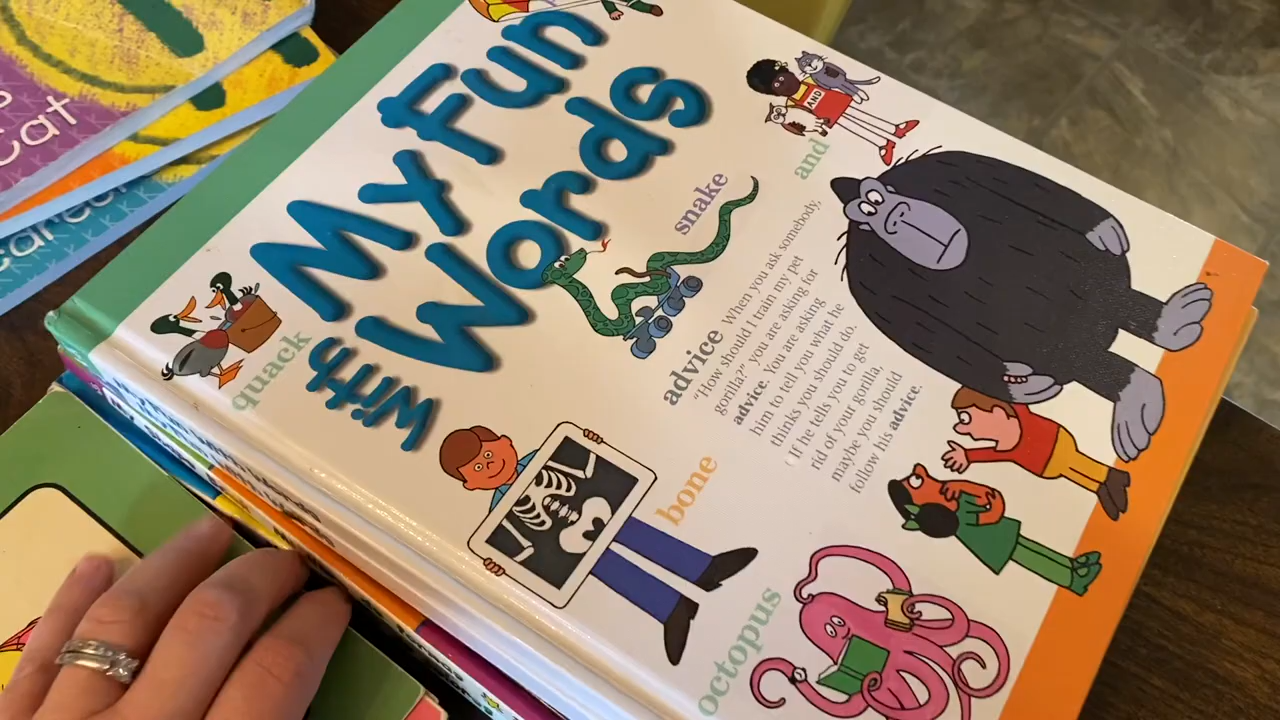 My Fun
with Words
quack
snake
and
AND
advice When you ask somebody,
"How should I train my pet
gorilla?" you are asking for
advice. You are asking
him to tell you what he
thinks you should do.
If he tells you to get
rid of your gorilla,
maybe you should
follow his advice.
bone
octopus
Cat